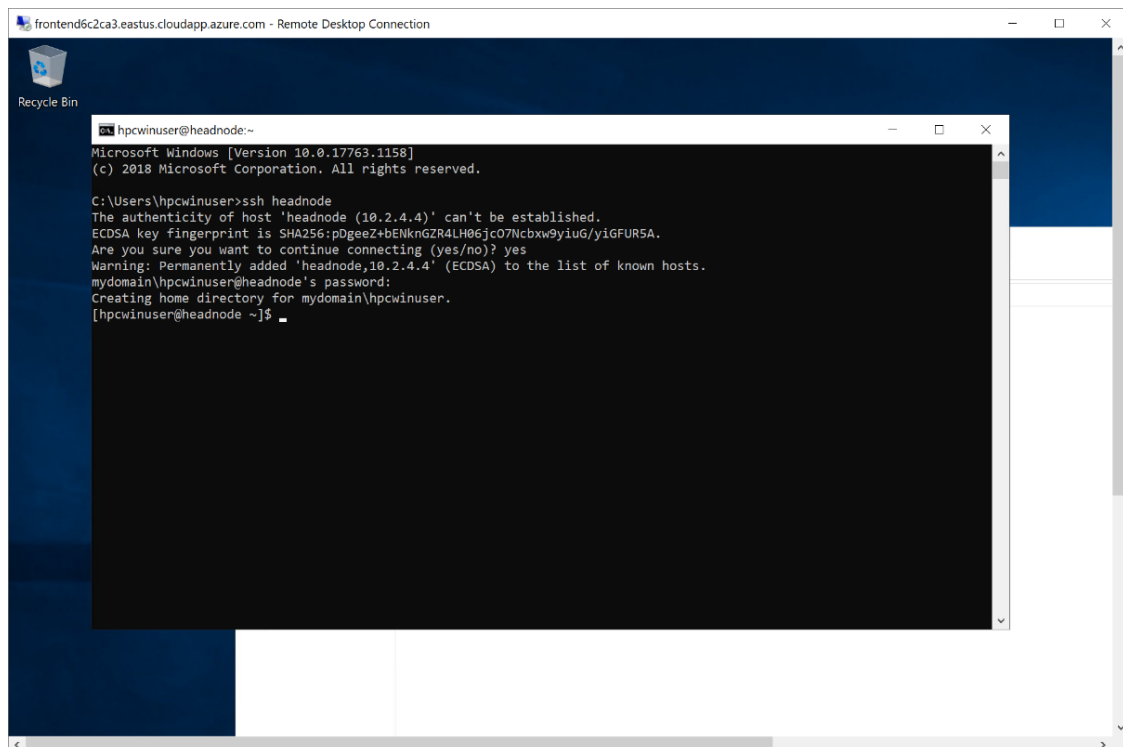 frontend6c2ca3.eastus.cloudapp.azure.com - Remote Desktop Connection
Recycle Bin
hpcwinuser@headnode:~
Microsoft Windows [Version 10.0.17763.1158]
(c) 2018 Microsoft Corporation. All rights reserved.
C:\Users\hpcwinuser>ssh headnode
The authenticity of host 'headnode (10.2.4.4)' can't be established.
ECDSA key fingerprint is SHA256:pDgeeZ+bENknGZR4LH06jcO7Ncbxw9yiuG/yiGFUR5A.
Are you sure you want to continue connecting (yes/no)? yes
Warning: Permanently added 'headnode,10.2.4.4' (ECDSA) to the list of known hosts.
mydomain\hpcwinuser@headnode's password:
Creating home directory for mydomain\hpcwinuser.
[hpcwinuser@headnode ~]$